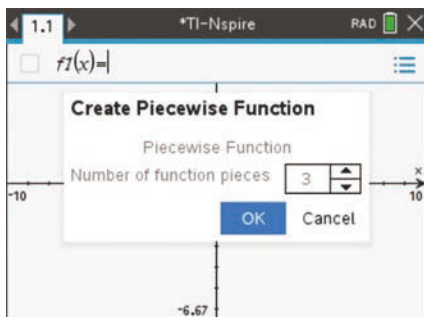 1.1 *TI-Nspire RAD
f1(x)=
Create Piecewise Function
Piecewise Function
Number of function pieces 3
OK Cancel
x
-10 10
-6.67